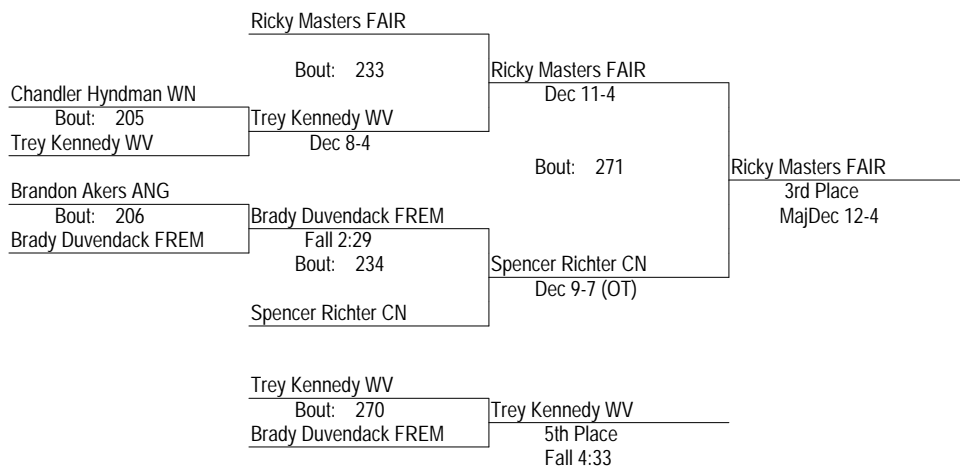 Ricky Masters FAIR
Bout: 233
Ricky Masters FAIR
Dec 11-4
Chandler Hyndman WN
Bout: 205
Trey Kennedy WV
Trey Kennedy WV
Dec 8-4
Bout: 271
Ricky Masters FAIR
3rd Place
MajDec 12-4
Brandon Akers ANG
Bout: 206
Brady Duvendack FREM
Brady Duvendack FREM
Fall 2:29
Bout: 234
Spencer Richter CN
Dec 9-7 (OT)
Spencer Richter CN
Trey Kennedy WV
Bout: 270
Brady Duvendack FREM
Trey Kennedy WV
5th Place
Fall 4:33